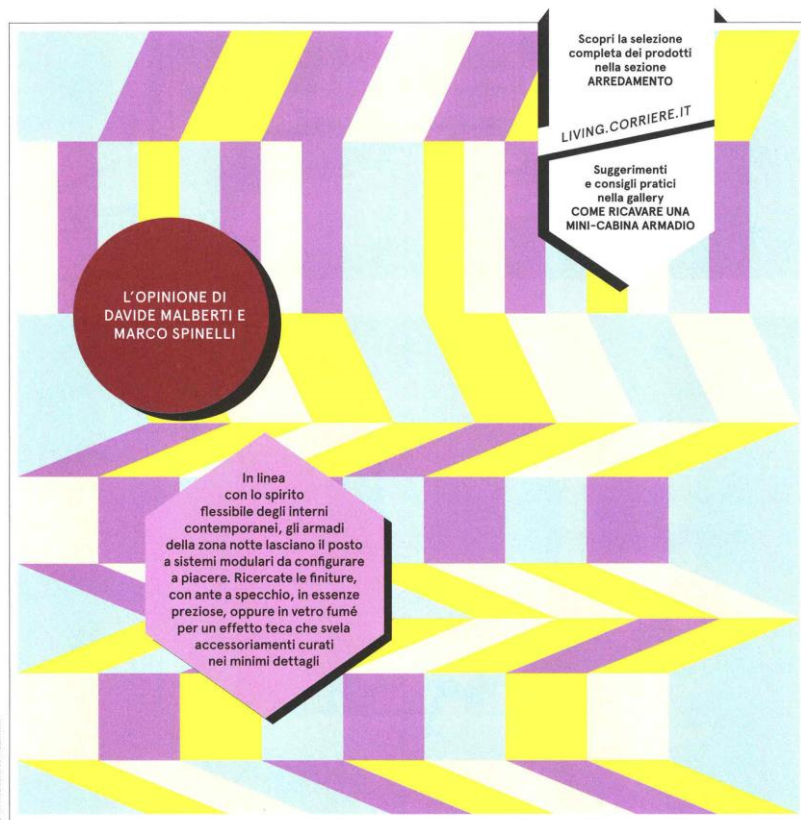 Scopri la selezione
completa dei prodotti
nella sezione
ARREDAMENTO
LIVING.CORRIERE.IT
Suggerimenti
e consigli pratici
nella gallery
COME RICAVARE UNA
MINI-CABINA ARMADIO
L'OPINIONE DI
DAVIDE MALBERTI E
MARCO SPINELLI
In linea
con lo spirito
flessibile degli interni
contemporanei, gli armadi
della zona notte lasciano il posto
a sistemi modulari da configurare
a piacere. Ricercate le finiture,
con ante a specchio, in essenze
preziose, oppure in vetro fumé
per un effetto teca che svela
accessoriamenti curati
nei minimi dettagli